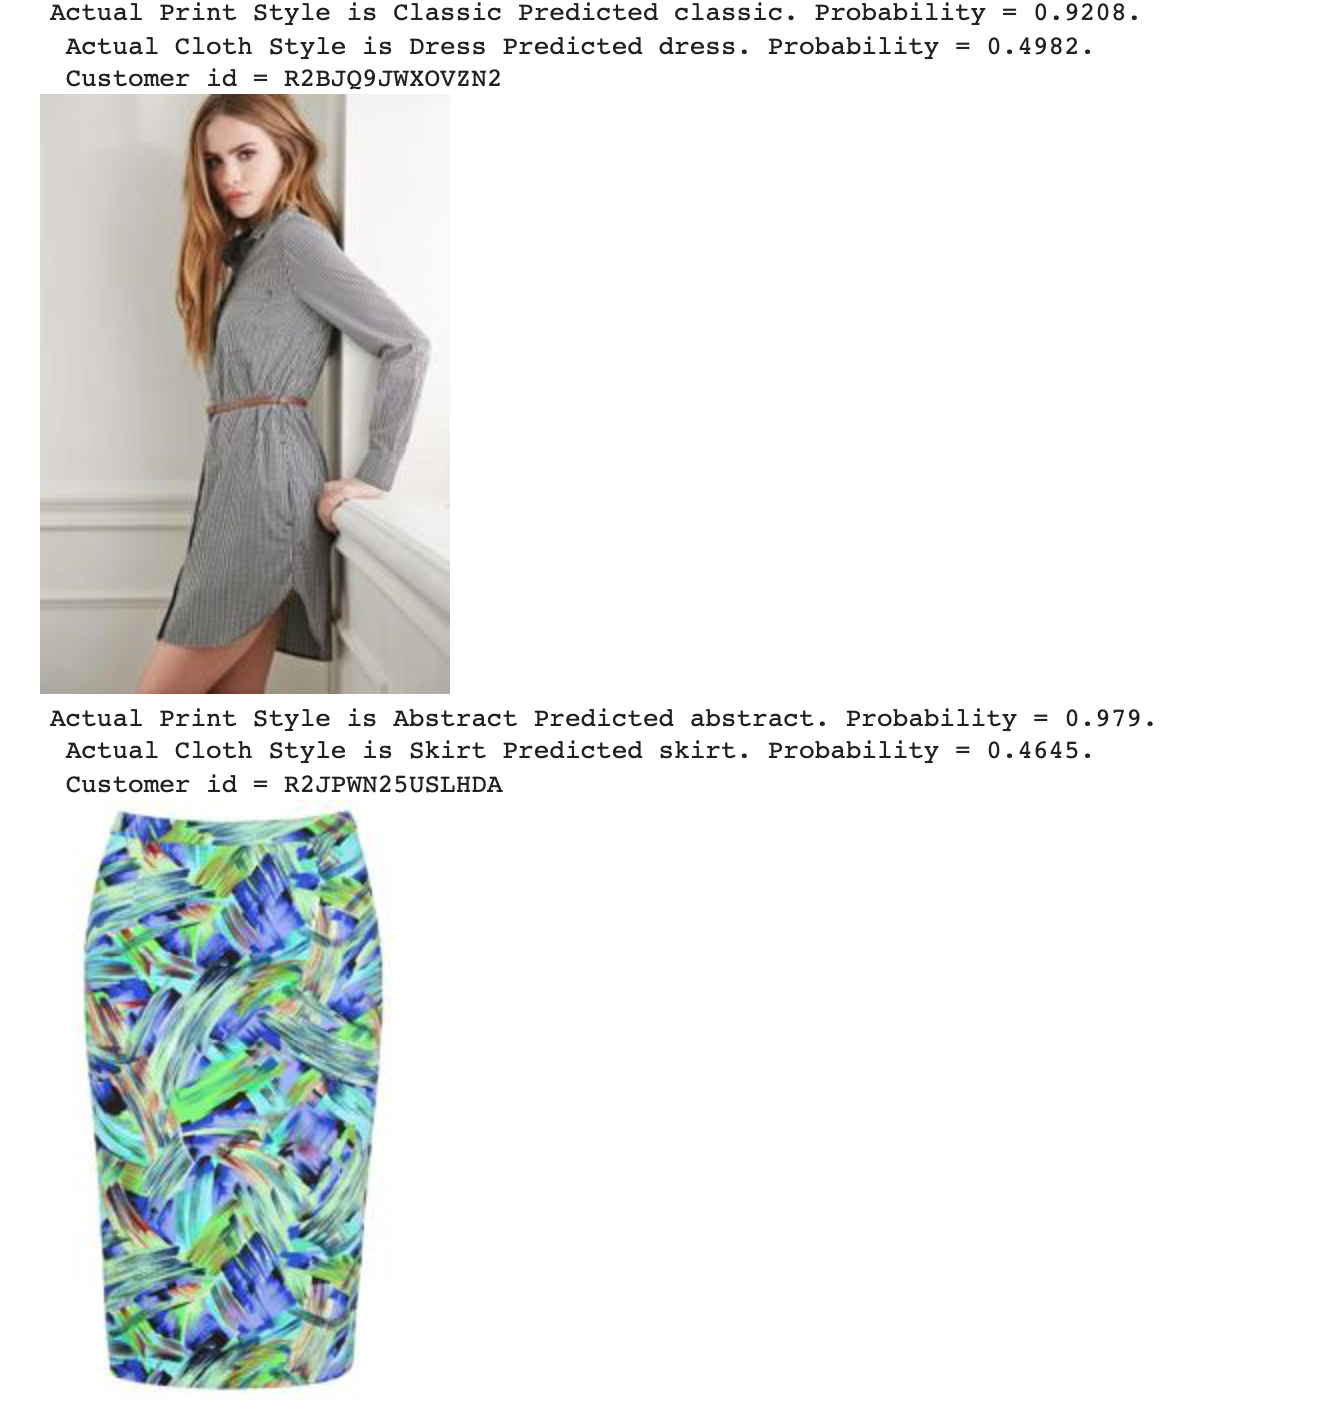 Actual Print Style is Classic Predicted classic. Probability = 0.9208.
Actual Cloth Style is Dress Predicted dress. Probability = 0.4982.
Customer id = R2BJQ9JWXOVZN2
Actual Print Style is Abstract Predicted abstract. Probability = 0.979.
Actual Cloth Style is Skirt Predicted skirt. Probability = 0.4645.
Customer id = R2JPWN25USLHDA